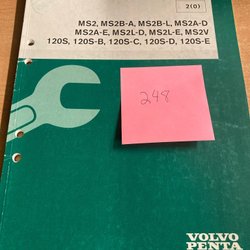 2(0)
MS2, MS2B-A, MS2B-L, MS2A-D
MS2A-E, MS2L-D, MS2L-E, MS2V
120S, 120S-B, 120S-C, 120S-D, 120S-E
248
VOLVO
PENTA